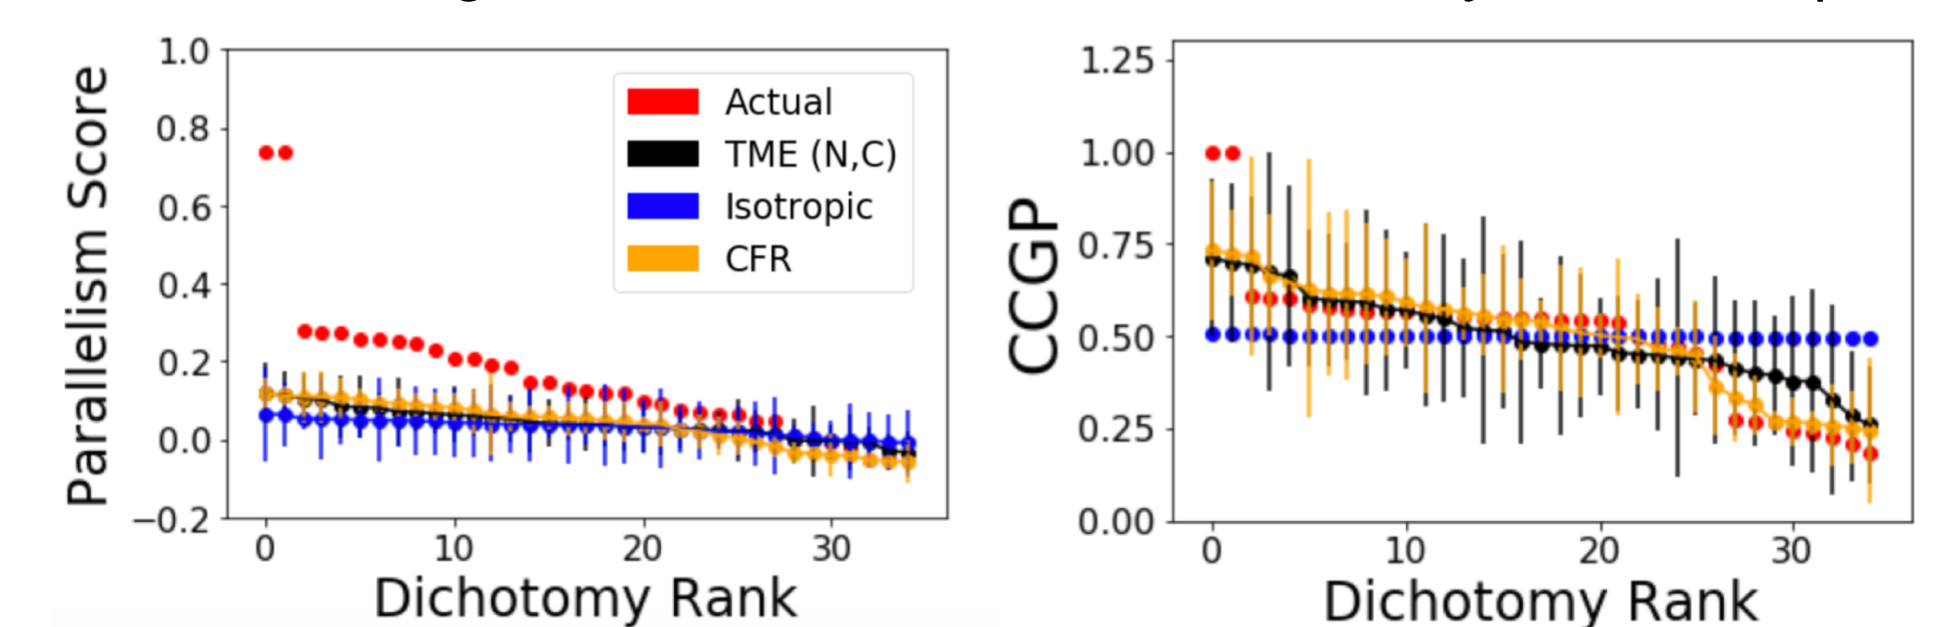 Parallelism Score
1.0
0.8
0.6
0.4
0.2
0.0
−0.2
0
10
20
30
Dichotomy Rank
Actual
TME (N,C)
Isotropic
CFR
CCGP
1.25
1.00
0.75
0.50
0.25
0.00
0
10
20
30
Dichotomy Rank